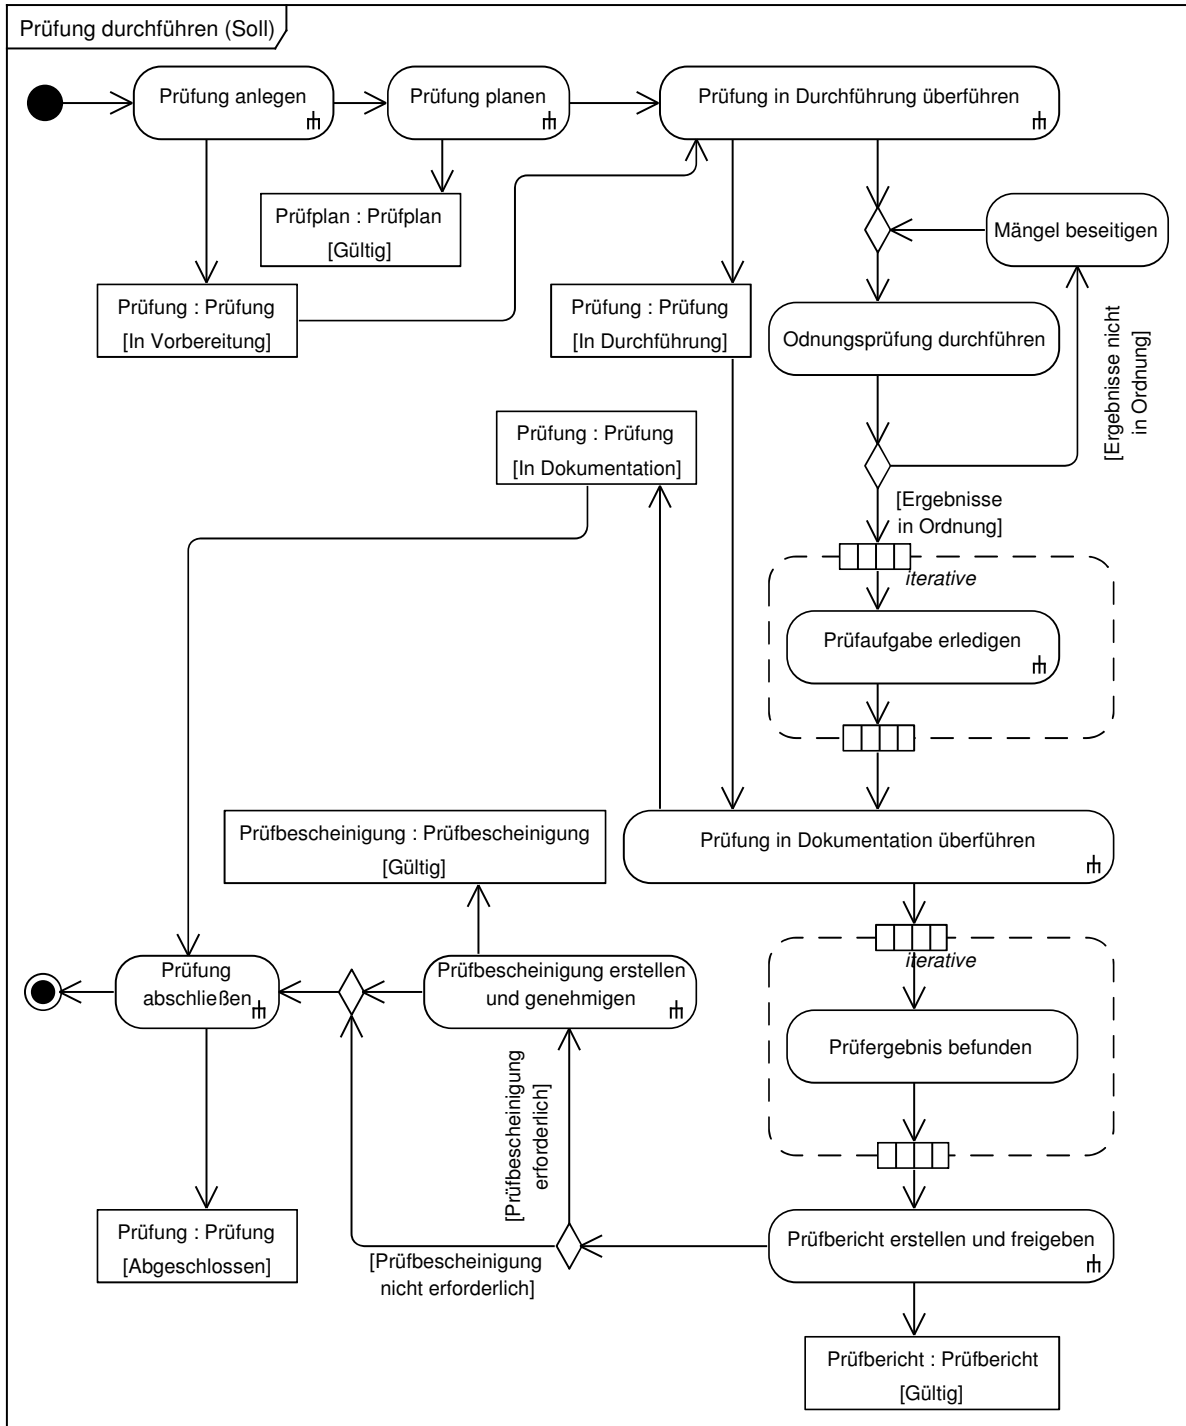 Prüfung durchführen (Soll)
Prüfung anlegen
Prüfung planen
Prüfung in Durchführung überführen
Prüfplan : Prüfplan
[Gültig]
Mängel beseitigen
Prüfung : Prüfung
[In Vorbereitung]
Prüfung : Prüfung
[In Durchführung]
Odnungsprüfung durchführen
[Ergebnisse nicht
in Ordnung]
Prüfung : Prüfung
[In Dokumentation]
[Ergebnisse
in Ordnung]
iterative
Prüfaufgabe erledigen
Prüfbescheinigung : Prüfbescheinigung
[Gültig]
Prüfung in Dokumentation überführen
iterative
Prüfung
abschließen
Prüfbescheinigung erstellen
und genehmigen
Prüfergebnis befunden
[Prüfbescheinigung
erforderlich]
Prüfung : Prüfung
[Abgeschlossen]
[Prüfbescheinigung
nicht erforderlich]
Prüfbericht erstellen und freigeben
Prüfbericht : Prüfbericht
[Gültig]